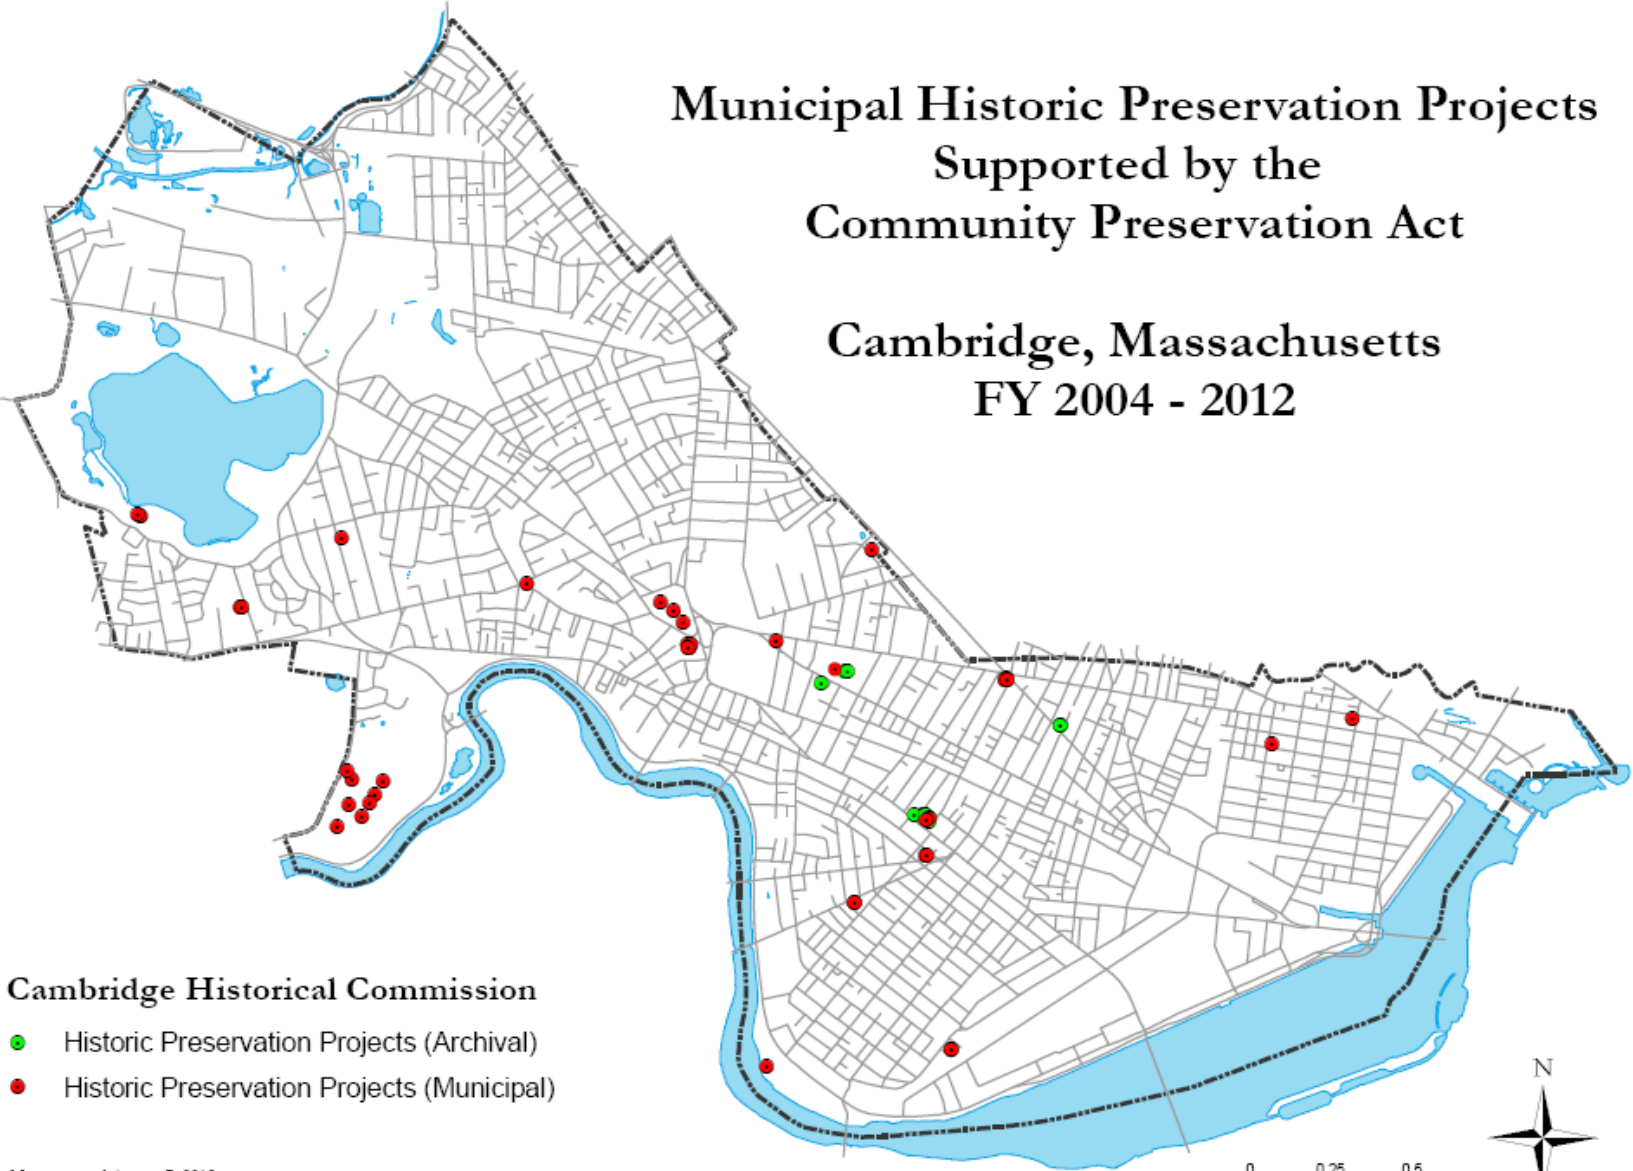 Municipal Historic Preservation Projects
Supported by the
Community Preservation Act
Cambridge, Massachusetts
FY 2004 - 2012
Cambridge Historical Commission
Historic Preservation Projects (Archival)
Historic Preservation Projects (Municipal)
N
0 0.25 0.5